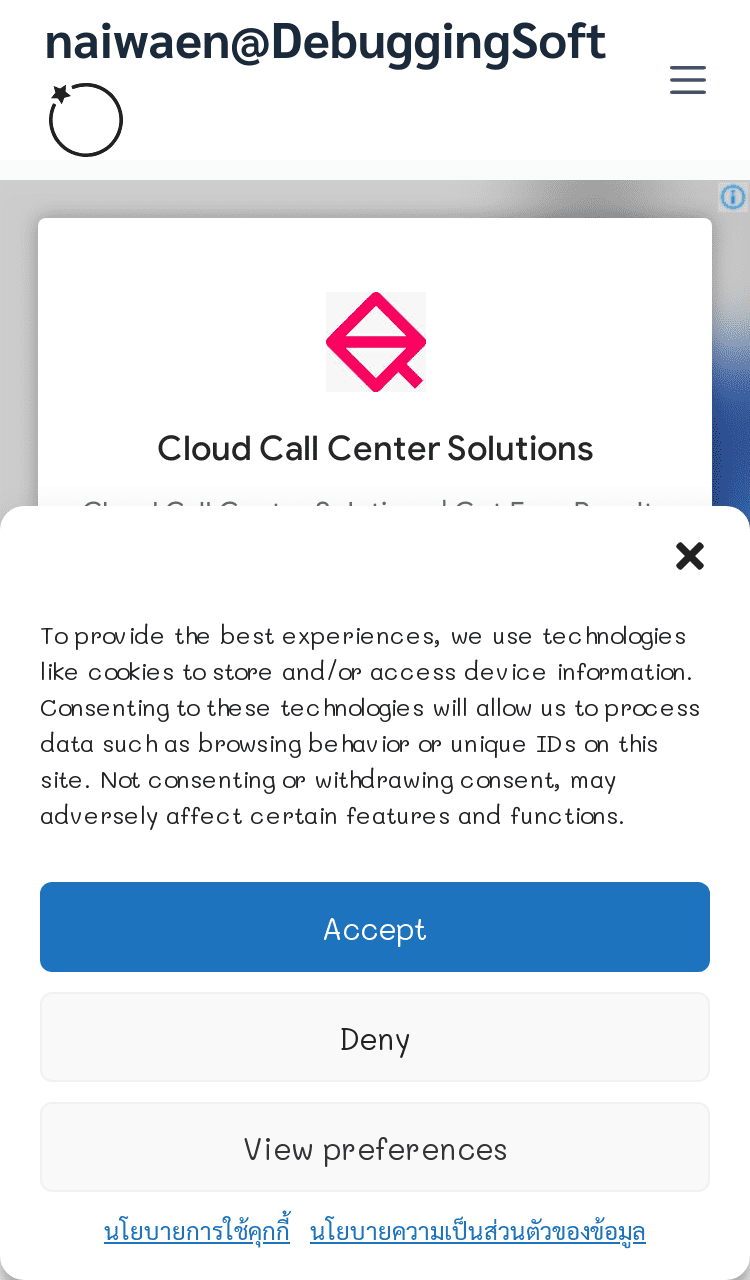 naiwaen@DebuggingSoft
Cloud Call Center Solutions
To provide the best experiences, we use technologies
like cookies to store and/or access device information.
Consenting to these technologies will allow us to process
data such as browsing behavior or unique IDs on this
site. Not consenting or withdrawing consent, may
adversely affect certain features and functions.
Accept
Deny
View preferences
นโยบายการใช้คุกกี้ นโยบายความเป็นส่วนตัวของข้อมูล